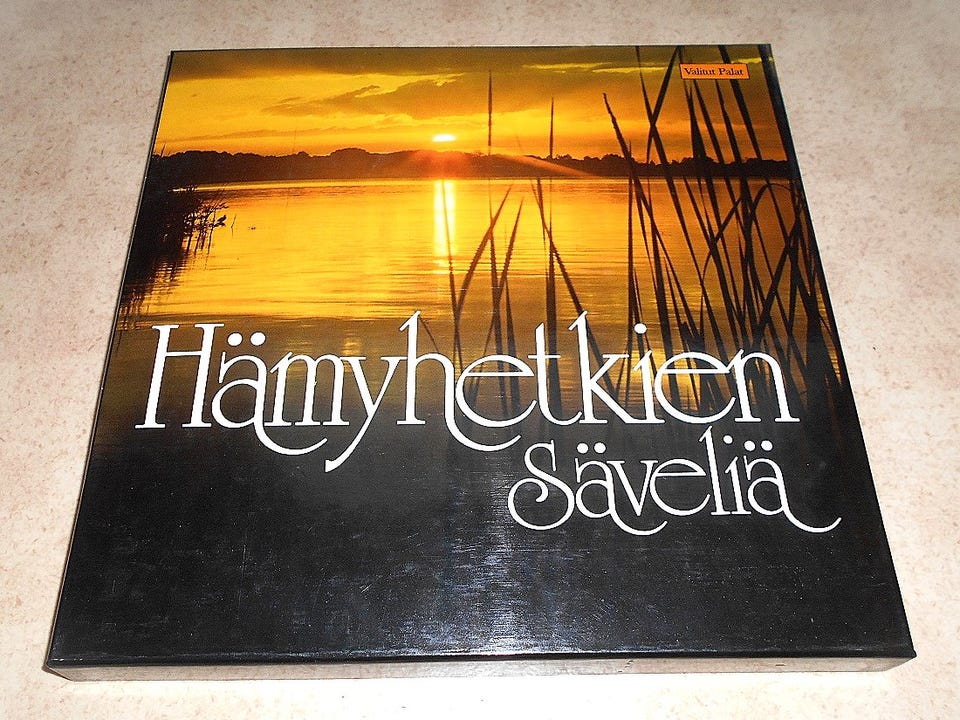 Valitut Palat
Hämyhetkien
Säveliä